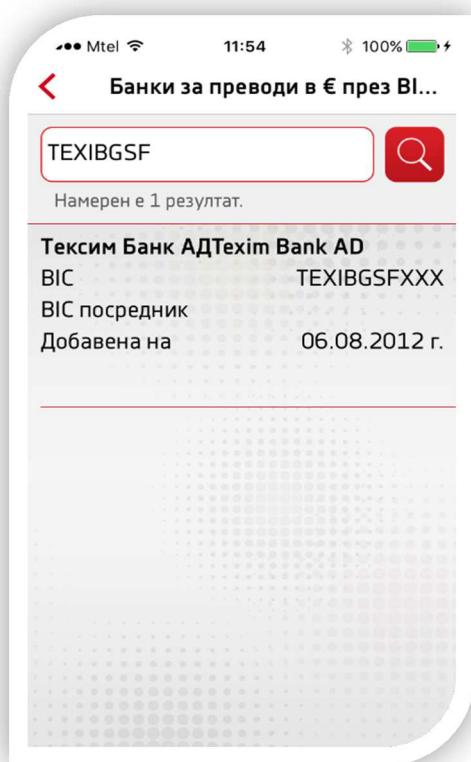 Mtel 11:54 100%
Банки за преводи в € през BI...
TEXIBGSF
Намерен е 1 резултат.
Тексим Банк АДTexim Bank AD
BIC TEXIBGSFXXX
BIC посредник
Добавена на 06.08.2012 г.